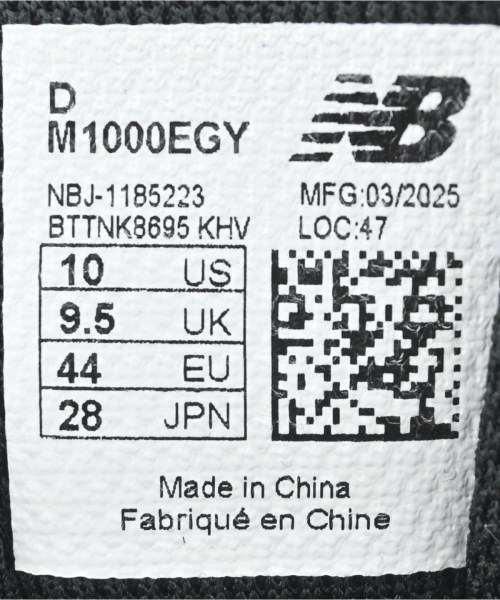 D
M1000EGY
NB
NBJ-1185223
MFG:03/2025
BTTNK8695 KHV
LOC:47
10 US
9.5 UK
44 EU
28 JPN
Made in China
Fabriqué en Chine